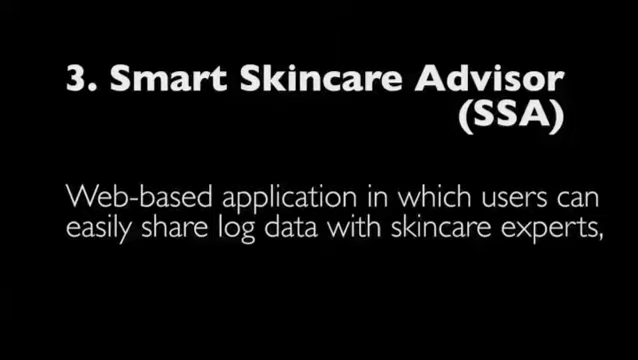 3. Smart Skincare Advisor
(SSA)
Web-based application in which users can
easily share log data with skincare experts,